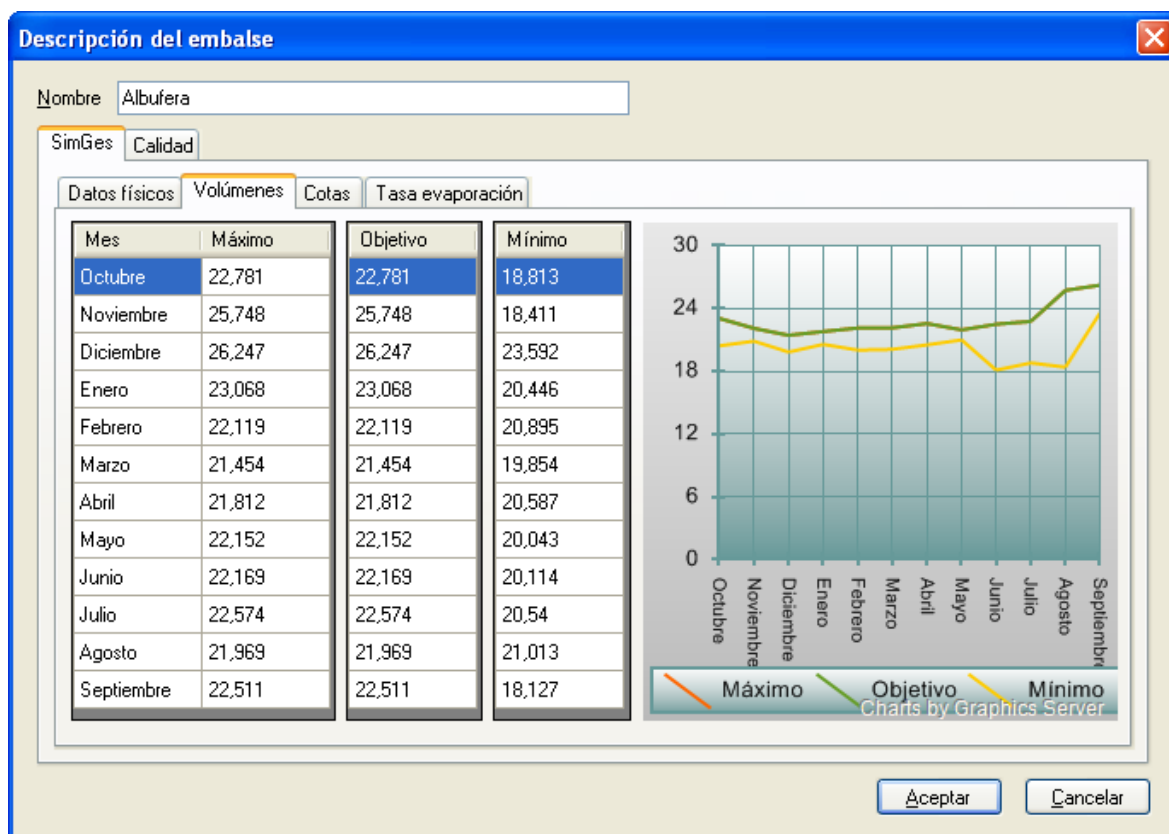 Descripción del embalse
Nombre Albufera
SimGes Calidad
Datos físicos Volúmenes Cotas Tasa evaporación
Mes Máximo Objetivo Mínimo
Octubre 22,781 22,781 18,813
Noviembre 25,748 25,748 18,411
Diciembre 26,247 26,247 23,592
Enero 23,068 23,068 20,446
Febrero 22,119 22,119 20,895
Marzo 21,454 21,454 19,854
Abril 21,812 21,812 20,587
Mayo 22,152 22,152 20,043
Junio 22,169 22,169 20,114
Julio 22,574 22,574 20,54
Agosto 21,969 21,969 21,013
Septiembre 22,511 22,511 18,127
30
24
18
12
6
0
Octubre
Noviembre
Diciembre
Enero
Febrero
Marzo
Abril
Mayo
Junio
Julio
Agosto
Septiembre
Máximo Objetivo Mínimo
Charts by Graphics Server
Aceptar Cancelar